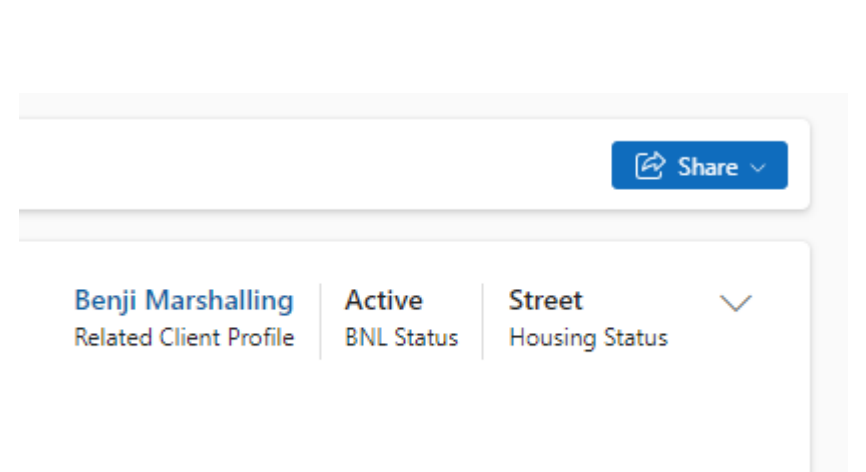 Share
Benji Marshalling Active Street
Related Client Profile BNL Status Housing Status